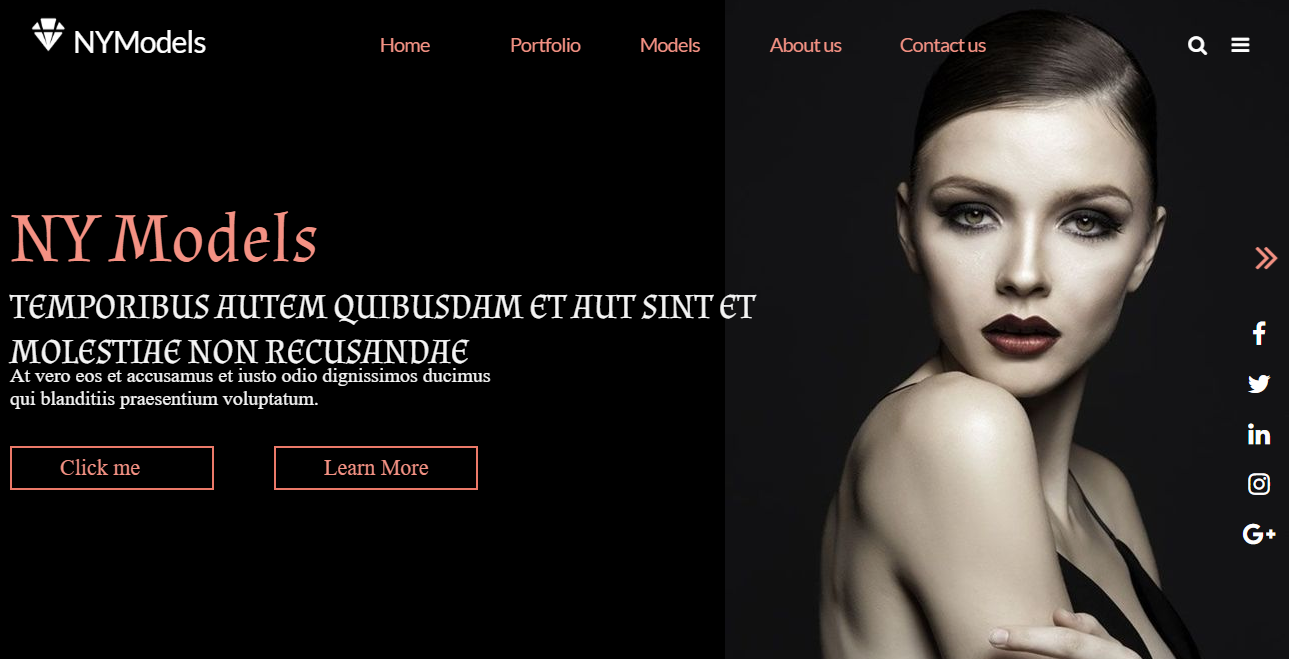 NYModels
Home
Portfolio
Models
About us
Contact us
NY Models
TEMPORIBUS AUTEM QUIBUSDAM ET AUT SINT ET
MOLESTIAE NON RECUSANDAE
At vero eos et accusamus et iusto odio dignissimos ducimus
qui blanditiis praesentium voluptatum.
Click me
Learn More